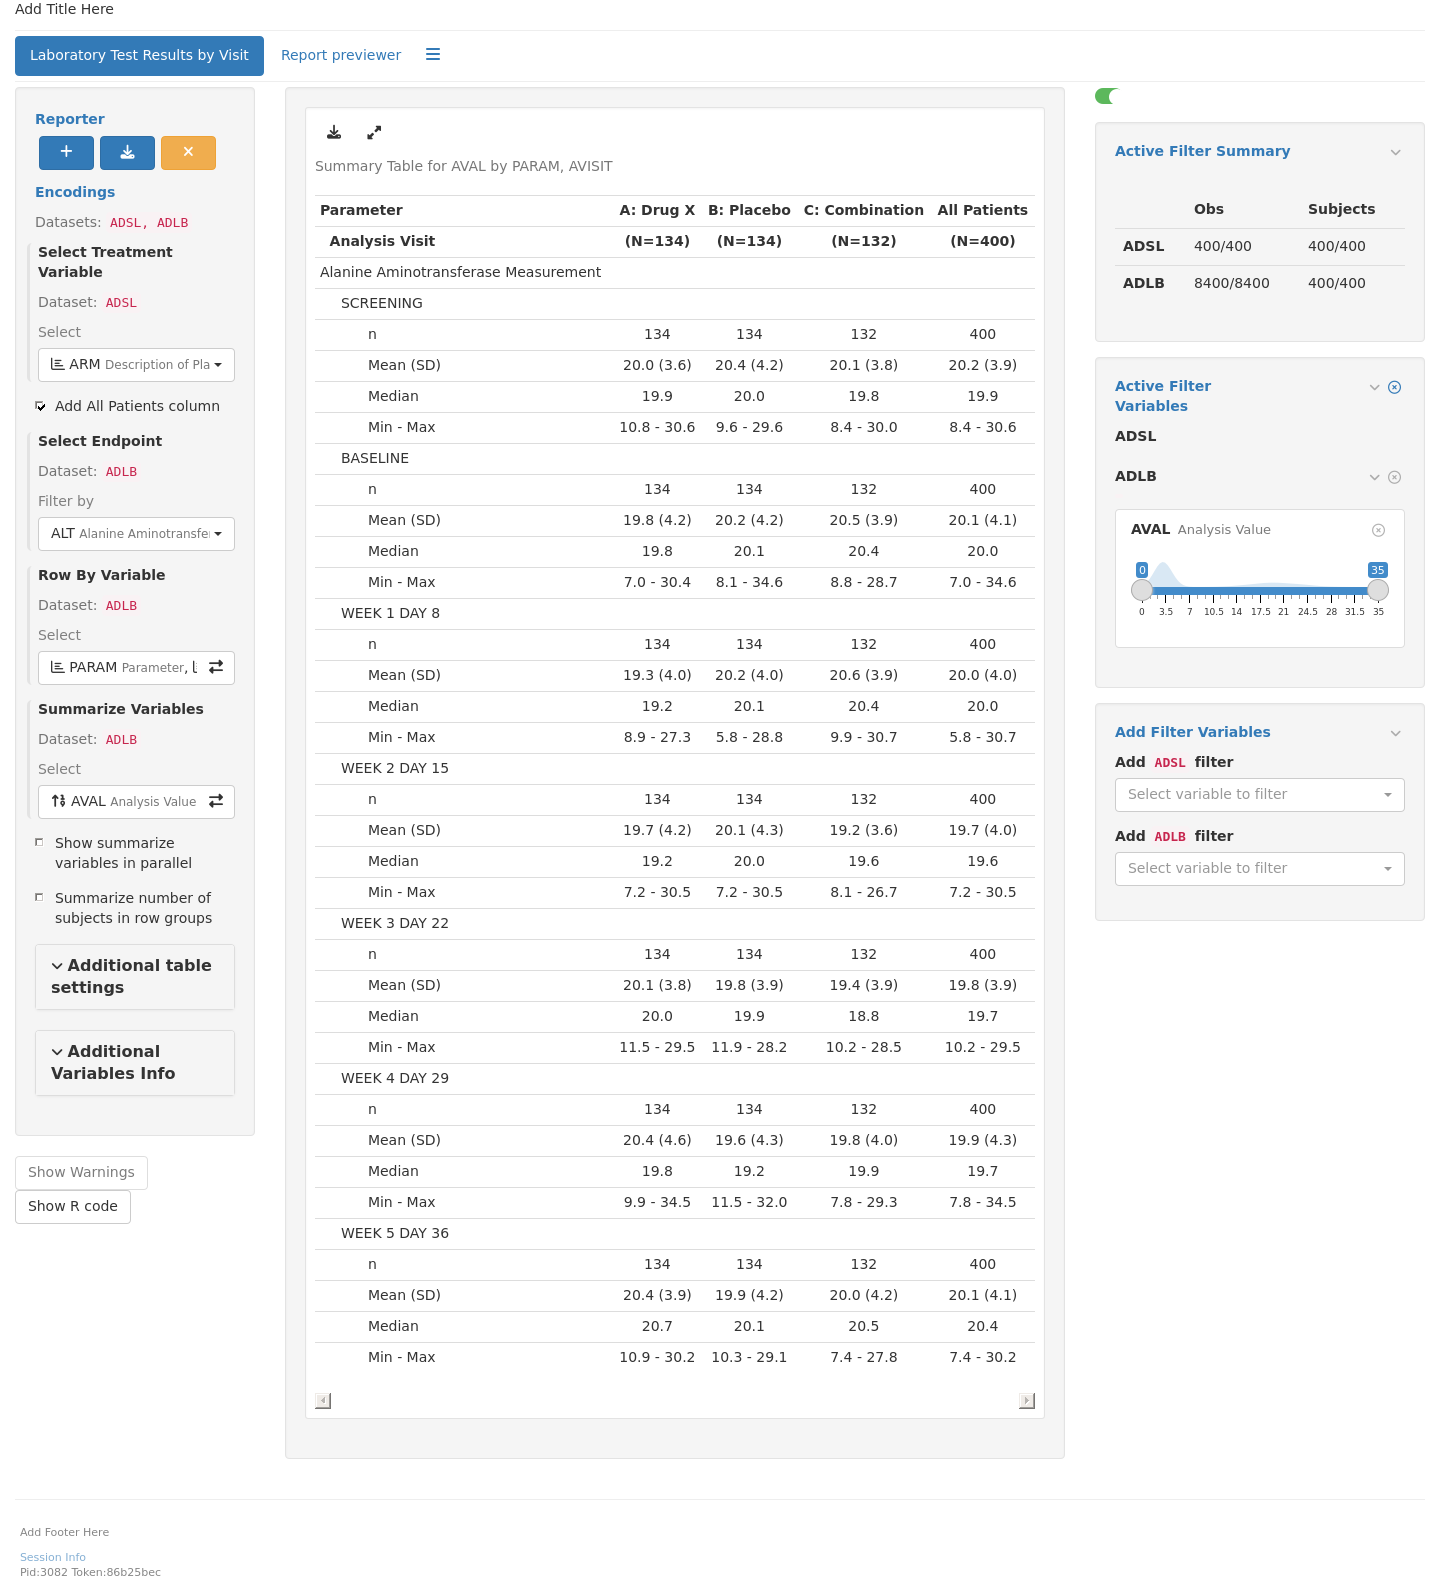 Add Title Here
Laboratory Test Results by Visit
Report previewer
Reporter
Encodings
Datasets: ADSL, ADLB
Select Treatment
Variable
Dataset: ADSL
Select
ARM Description of Pla
Add All Patients column
Select Endpoint
Dataset: ADLB
Filter by
ALT Alanine Aminotransfe
Row By Variable
Dataset: ADLB
Select
PARAM Parameter,
Summarize Variables
Dataset: ADLB
Select
AVAL Analysis Value
Show summarize
variables in parallel
Summarize number of
subjects in row groups
Additional table
settings
Additional
Variables Info
Show Warnings
Show R code
Summary Table for AVAL by PARAM, AVISIT
Parameter A: Drug X B: Placebo C: Combination All Patients
Analysis Visit (N=134) (N=134) (N=132) (N=400)
Alanine Aminotransferase Measurement
SCREENING
n 134 134 132 400
Mean (SD) 20.0 (3.6) 20.4 (4.2) 20.1 (3.8) 20.2 (3.9)
Median 19.9 20.0 19.8 19.9
Min - Max 10.8 - 30.6 9.6 - 29.6 8.4 - 30.0 8.4 - 30.6
BASELINE
n 134 134 132 400
Mean (SD) 19.8 (4.2) 20.2 (4.2) 20.5 (3.9) 20.1 (4.1)
Median 19.8 20.1 20.4 20.0
Min - Max 7.0 - 30.4 8.1 - 34.6 8.8 - 28.7 7.0 - 34.6
WEEK 1 DAY 8
n 134 134 132 400
Mean (SD) 19.3 (4.0) 20.2 (4.0) 20.6 (3.9) 20.0 (4.0)
Median 19.2 20.1 20.4 20.0
Min - Max 8.9 - 27.3 5.8 - 28.8 9.9 - 30.7 5.8 - 30.7
WEEK 2 DAY 15
n 134 134 132 400
Mean (SD) 19.7 (4.2) 20.1 (4.3) 19.2 (3.6) 19.7 (4.0)
Median 19.2 20.0 19.6 19.6
Min - Max 7.2 - 30.5 7.2 - 30.5 8.1 - 26.7 7.2 - 30.5
WEEK 3 DAY 22
n 134 134 132 400
Mean (SD) 20.1 (3.8) 19.8 (3.9) 19.4 (3.9) 19.8 (3.9)
Median 20.0 19.9 18.8 19.7
Min - Max 11.5 - 29.5 11.9 - 28.2 10.2 - 28.5 10.2 - 29.5
WEEK 4 DAY 29
n 134 134 132 400
Mean (SD) 20.4 (4.6) 19.6 (4.3) 19.8 (4.0) 19.9 (4.3)
Median 19.8 19.2 19.9 19.7
Min - Max 9.9 - 34.5 11.5 - 32.0 7.8 - 29.3 7.8 - 34.5
WEEK 5 DAY 36
n 134 134 132 400
Mean (SD) 20.4 (3.9) 19.9 (4.2) 20.0 (4.2) 20.1 (4.1)
Median 20.7 20.1 20.5 20.4
Min - Max 10.9 - 30.2 10.3 - 29.1 7.4 - 27.8 7.4 - 30.2
Active Filter Summary
Obs Subjects
ADSL 400/400 400/400
ADLB 8400/8400 400/400
Active Filter
Variables
ADSL
ADLB
AVAL Analysis Value
0 35
0 3.5 7 10.5 14 17.5 21 24.5 28 31.5 35
Add Filter Variables
Add ADSL filter
Select variable to filter
Add ADLB filter
Select variable to filter
Add Footer Here
Session Info
Pid:3082 Token:86b25bec